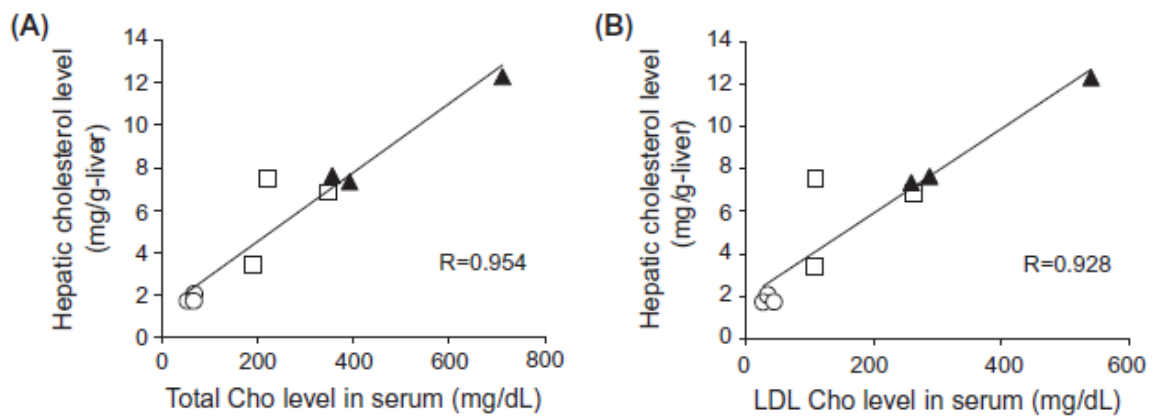 (A)
Hepatic cholesterol level
(mg/g-liver)
14
12
10
8
6
4
2
0
R=0.954
0 200 400 600 800
Total Cho level in serum (mg/dL)
(B)
Hepatic cholesterol level
(mg/g-liver)
14
12
10
8
6
4
2
0
R=0.928
0 200 400 600
LDL Cho level in serum (mg/dL)